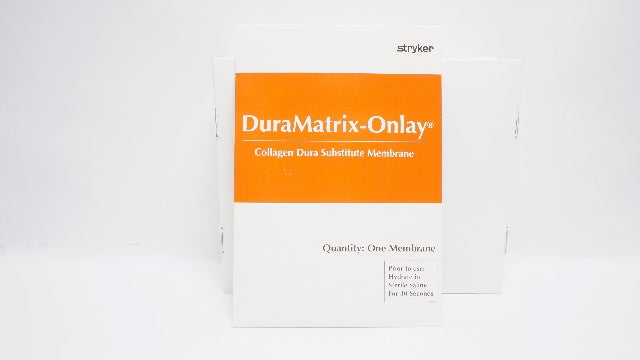 stryker
DuraMatrix-Onlay®
Collagen Dura Substitute Membrane
Quantity: One Membrane
Prior to use:
Hydrate in
Sterile Saline
For 30 Seconds